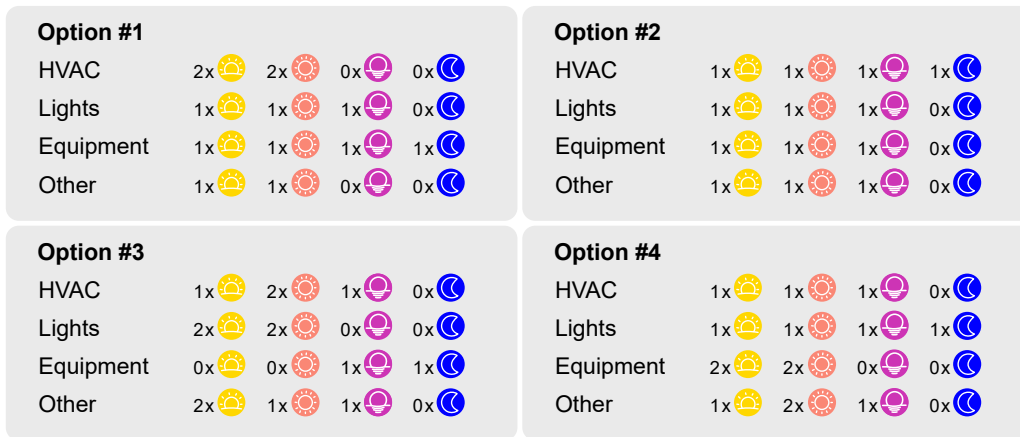 Option #1
HVAC 2x 2x 0x 0x
Lights 1x 1x 1x 0x
Equipment 1x 1x 1x 1x
Other 1x 1x 0x 0x
Option #2
HVAC 1x 1x 1x 1x
Lights 1x 1x 1x 0x
Equipment 1x 1x 1x 0x
Other 1x 1x 1x 0x
Option #3
HVAC 1x 2x 1x 0x
Lights 2x 2x 0x 0x
Equipment 0x 0x 1x 1x
Other 2x 1x 1x 0x
Option #4
HVAC 1x 1x 1x 0x
Lights 1x 1x 1x 1x
Equipment 2x 2x 0x 0x
Other 1x 2x 1x 0x